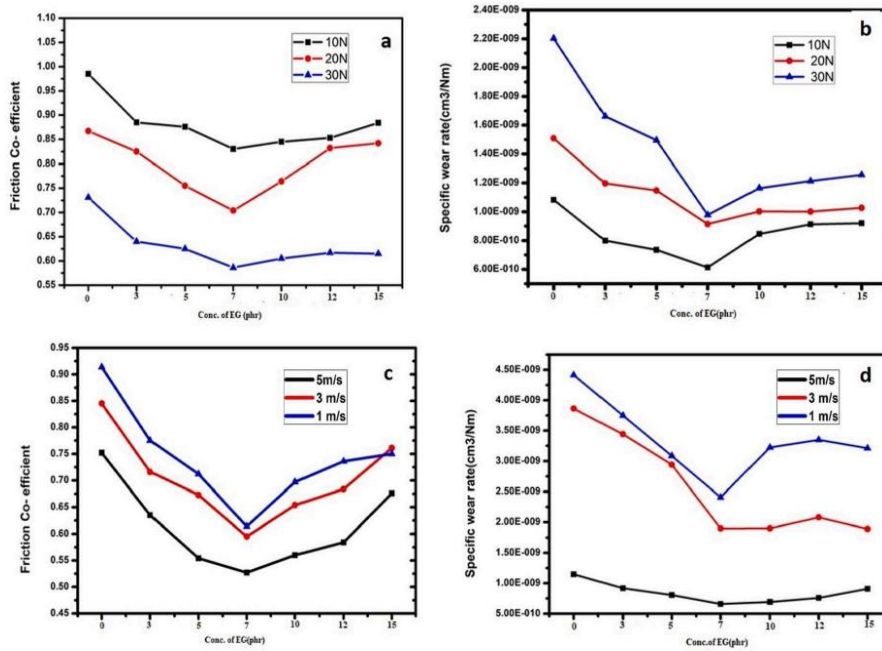 1.10
1.05
1.00
0.95
0.90
0.85
0.80
0.75
0.70
0.65
0.60
0.55
Friction Co- efficient
10N
20N
30N
a
0 3 5 7 10 12 15
Conc. of EG (phr)
2.40E-009
2.20E-009
2.00E-009
1.80E-009
1.60E-009
1.40E-009
1.20E-009
1.00E-009
8.00E-010
6.00E-010
Specific wear rate(cm3/Nm)
10N
20N
30N
b
0 3 5 7 10 12 15
Conc. of EG(phr)
0.95
0.90
0.85
0.80
0.75
0.70
0.65
0.60
0.55
0.50
0.45
Friction Co- efficient
5m/s
3 m/s
1 m/s
c
0 3 5 7 10 12 15
Conc. of EG(phr)
4.50E-009
4.00E-009
3.50E-009
3.00E-009
2.50E-009
2.00E-009
1.50E-009
1.00E-009
5.00E-010
Specific wear rate(cm3/Nm)
5m/s
3 m/s
1 m/s
d
0 3 5 7 10 12 15
Conc.of EG(phr)